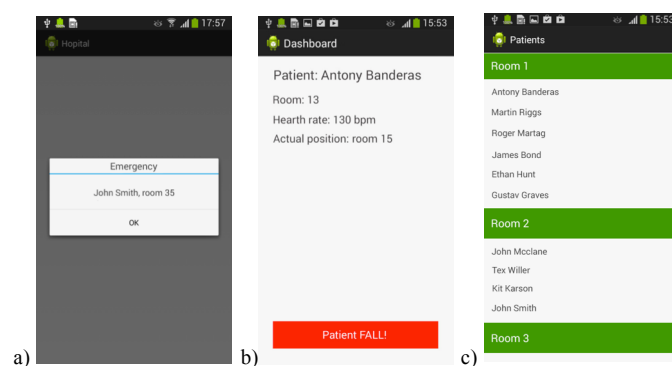 17:57
Hopital
Emergency
John Smith, room 35
OK
a)
15:53
Dashboard
Patient: Antony Banderas
Room: 13
Hearth rate: 130 bpm
Actual position: room 15
Patient FALL!
b)
15:53
Patients
Room 1
Antony Banderas
Martin Riggs
Roger Martag
James Bond
Ethan Hunt
Gustav Graves
Room 2
John Mcclane
Tex Willer
Kit Karson
John Smith
Room 3
c)